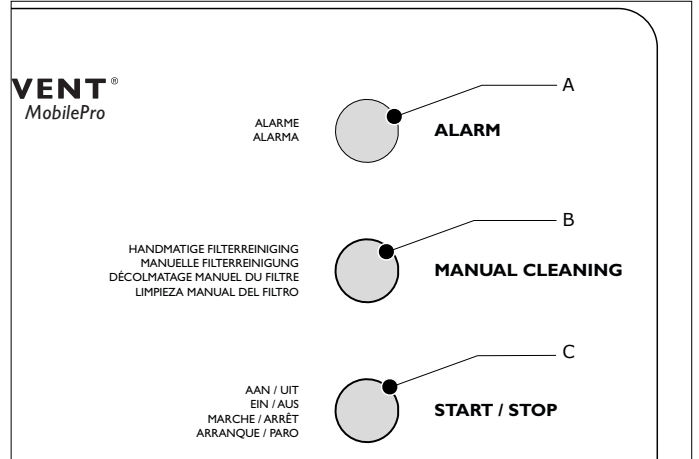 VENT®
MobilePro
A
ALARME
ALARMA
ALARM
B
HANDMATIGE FILTERREINIGING
MANUELLE FILTERREINIGUNG
DÉCOLMATAGE MANUEL DU FILTRE
LIMPIEZA MANUAL DEL FILTRO
MANUAL CLEANING
C
AAN / UIT
EIN / AUS
MARCHE / ARRÊT
ARRANQUE / PARO
START / STOP